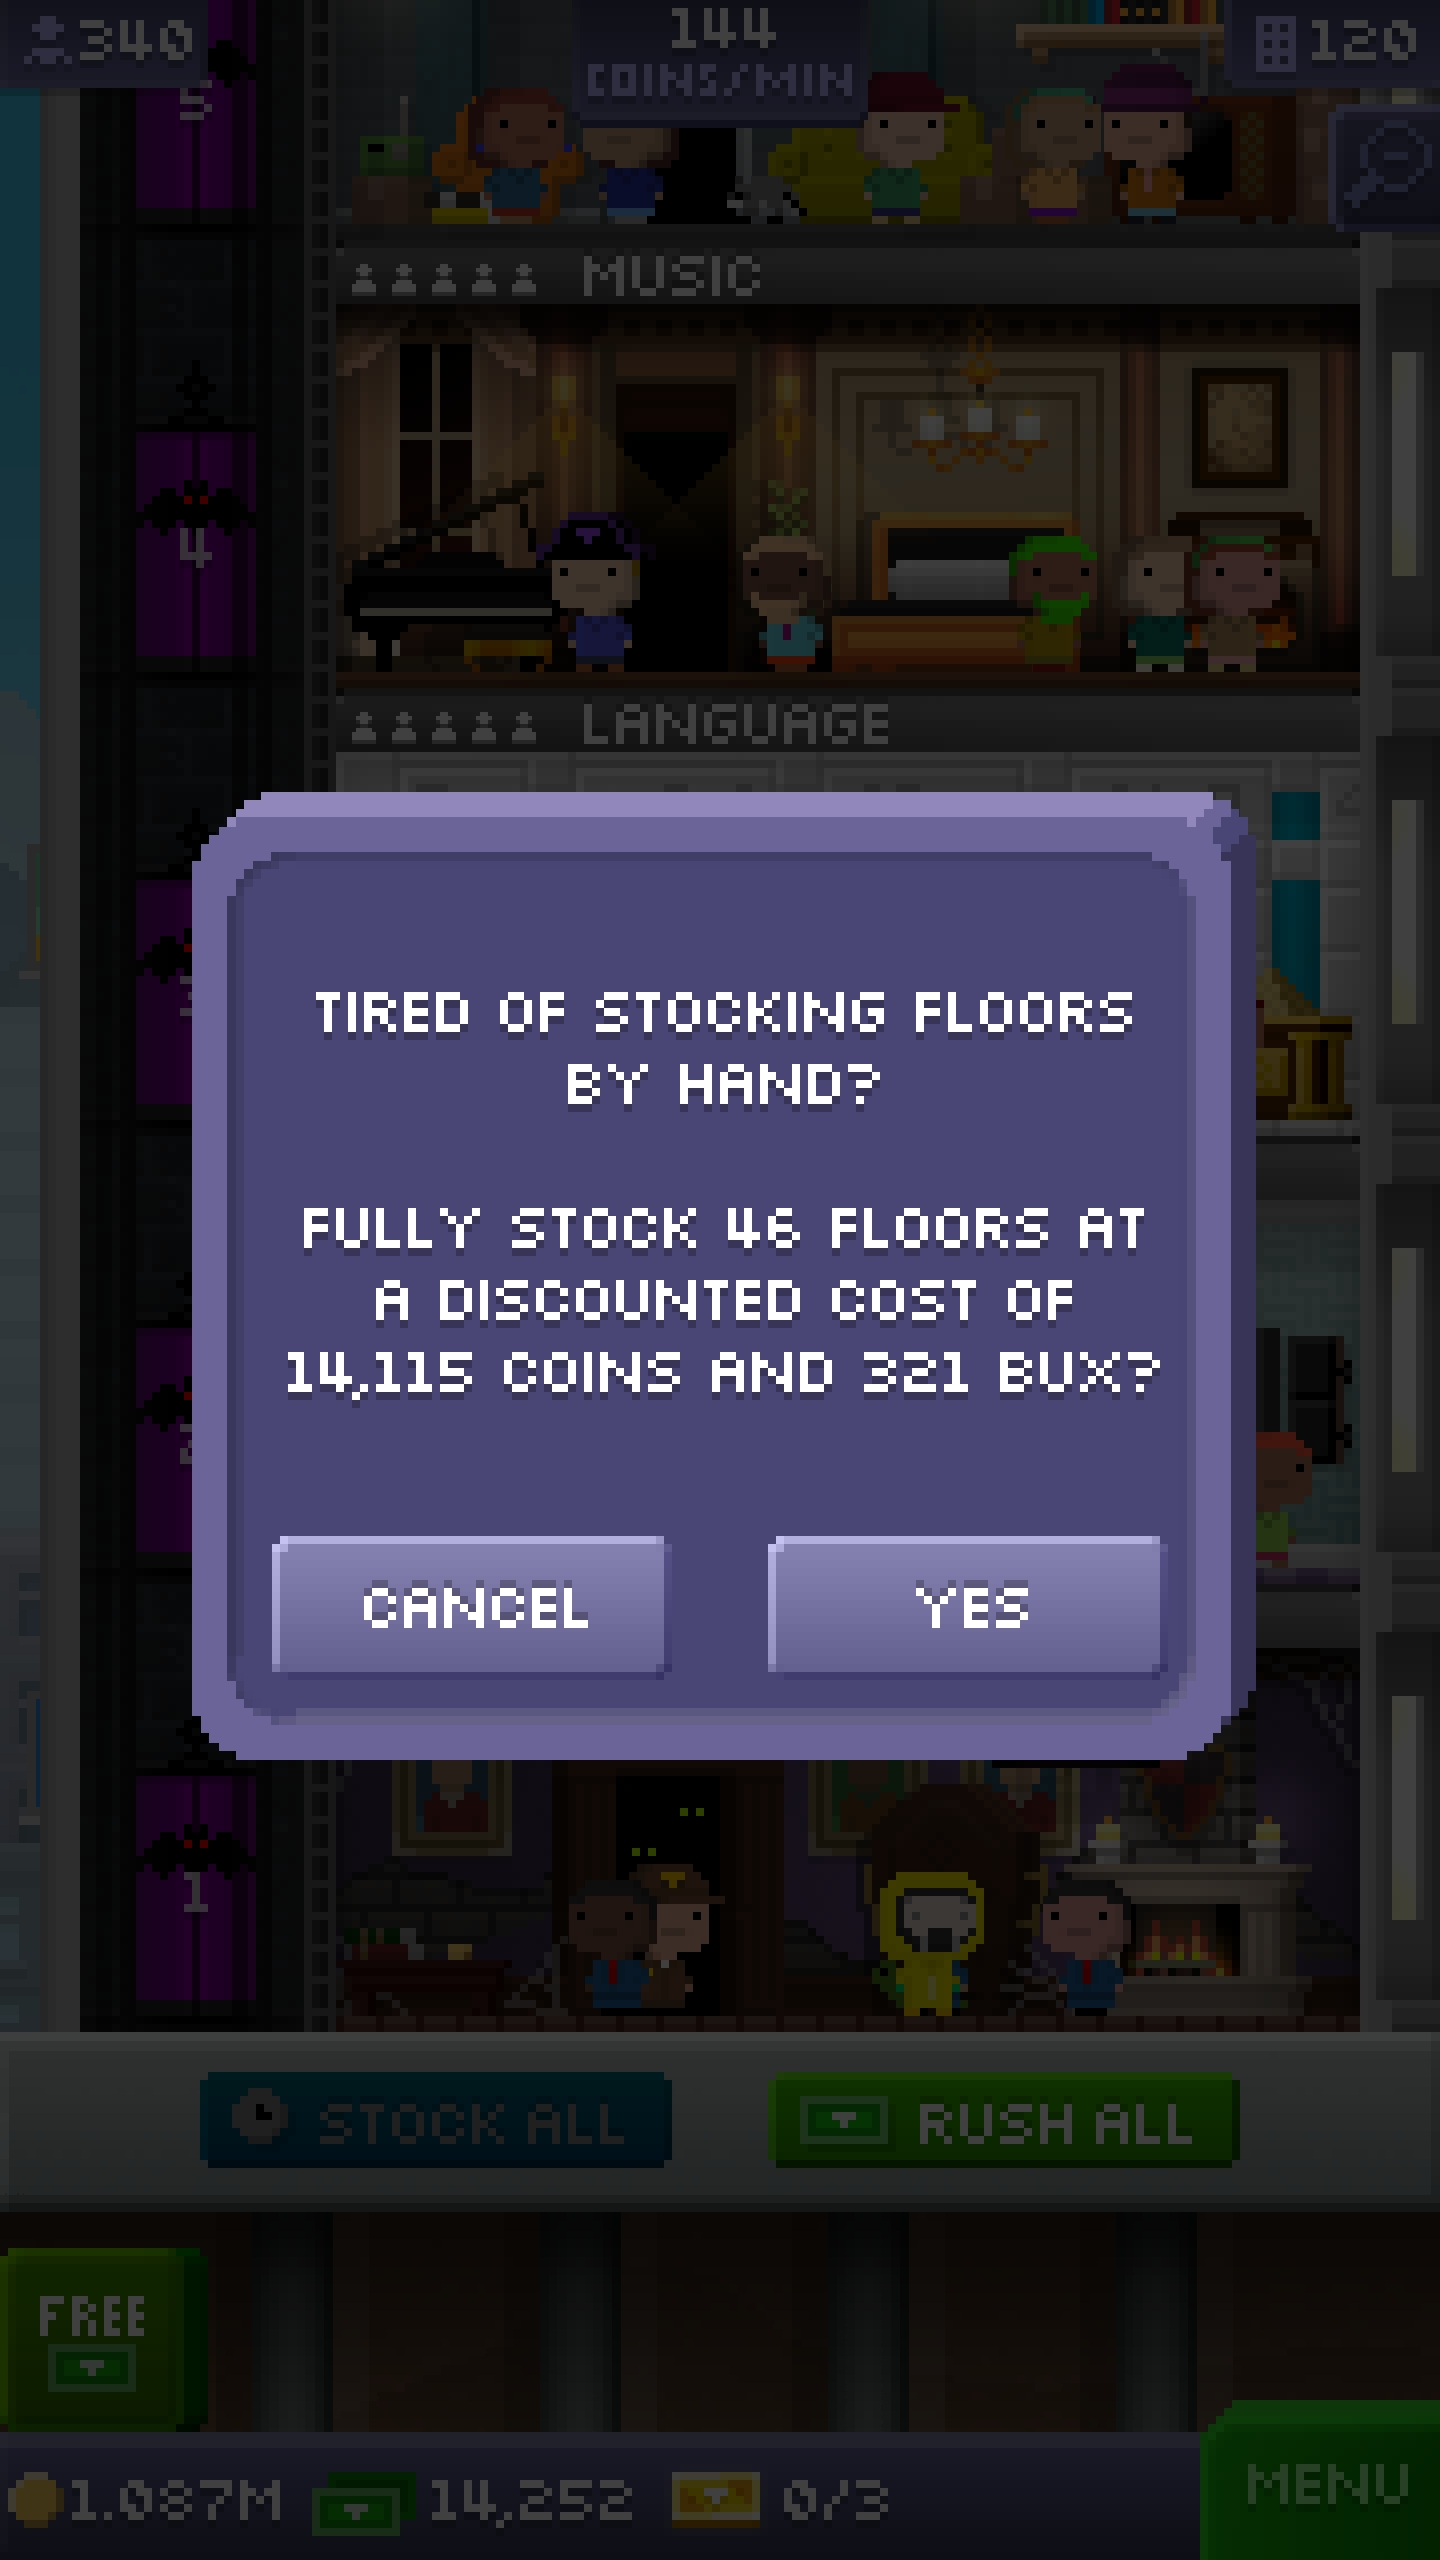 340
144
COINS/MIN
120
5
MUSIC
4
LANGUAGE
TIRED OF STOCKING FLOORS
BY HAND?
FULLY STOCK 46 FLOORS AT
A DISCOUNTED COST OF
14,115 COINS AND 321 BUX?
CANCEL
YES
1
STOCK ALL
RUSH ALL
FREE
1.087M
14,252
0/3
MENU